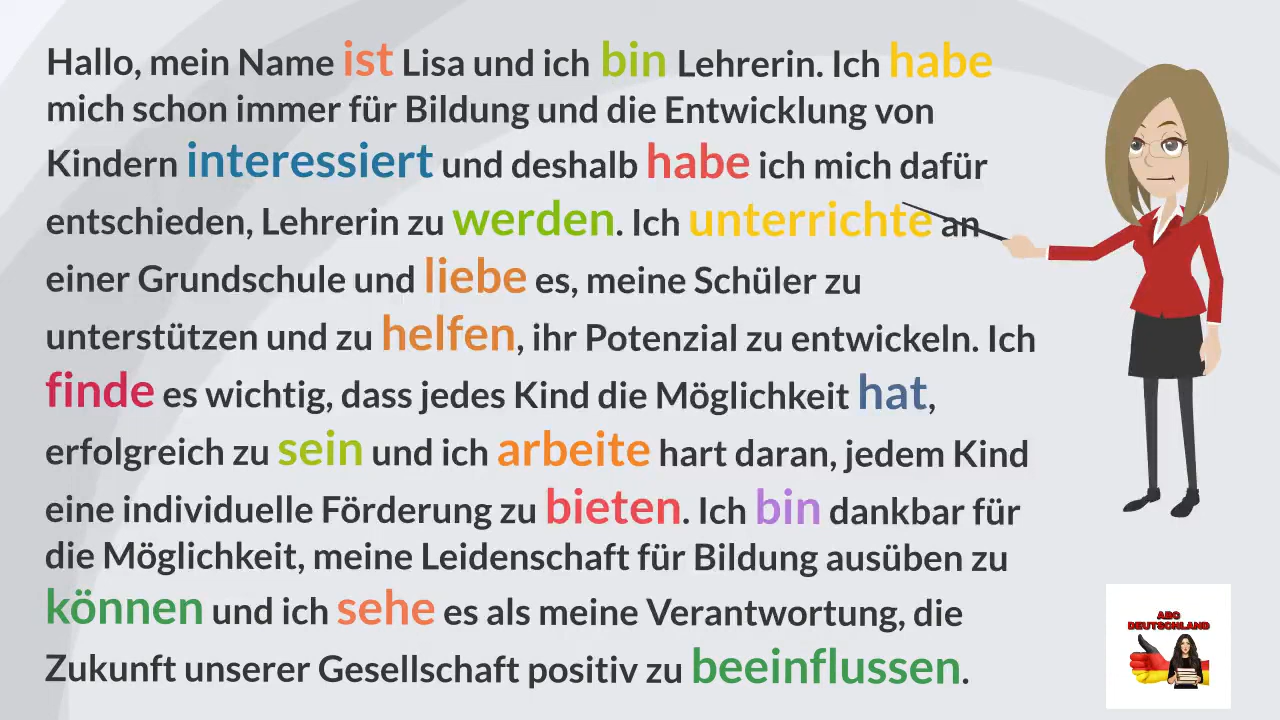 Hallo, mein Name ist Lisa und ich bin Lehrerin. Ich habe
mich schon immer für Bildung und die Entwicklung von
Kindern interessiert und deshalb habe ich mich dafür
entschieden, Lehrerin zu werden. Ich unterrichte an
einer Grundschule und liebe es, meine Schüler zu
unterstützen und zu helfen, ihr Potenzial zu entwickeln. Ich
finde es wichtig, dass jedes Kind die Möglichkeit hat,
erfolgreich zu sein und ich arbeite hart daran, jedem Kind
eine individuelle Förderung zu bieten. Ich bin dankbar für
die Möglichkeit, meine Leidenschaft für Bildung ausüben zu
können und ich sehe es als meine Verantwortung, die
Zukunft unserer Gesellschaft positiv zu beeinflussen.
ABC
DEUTSCHLAND